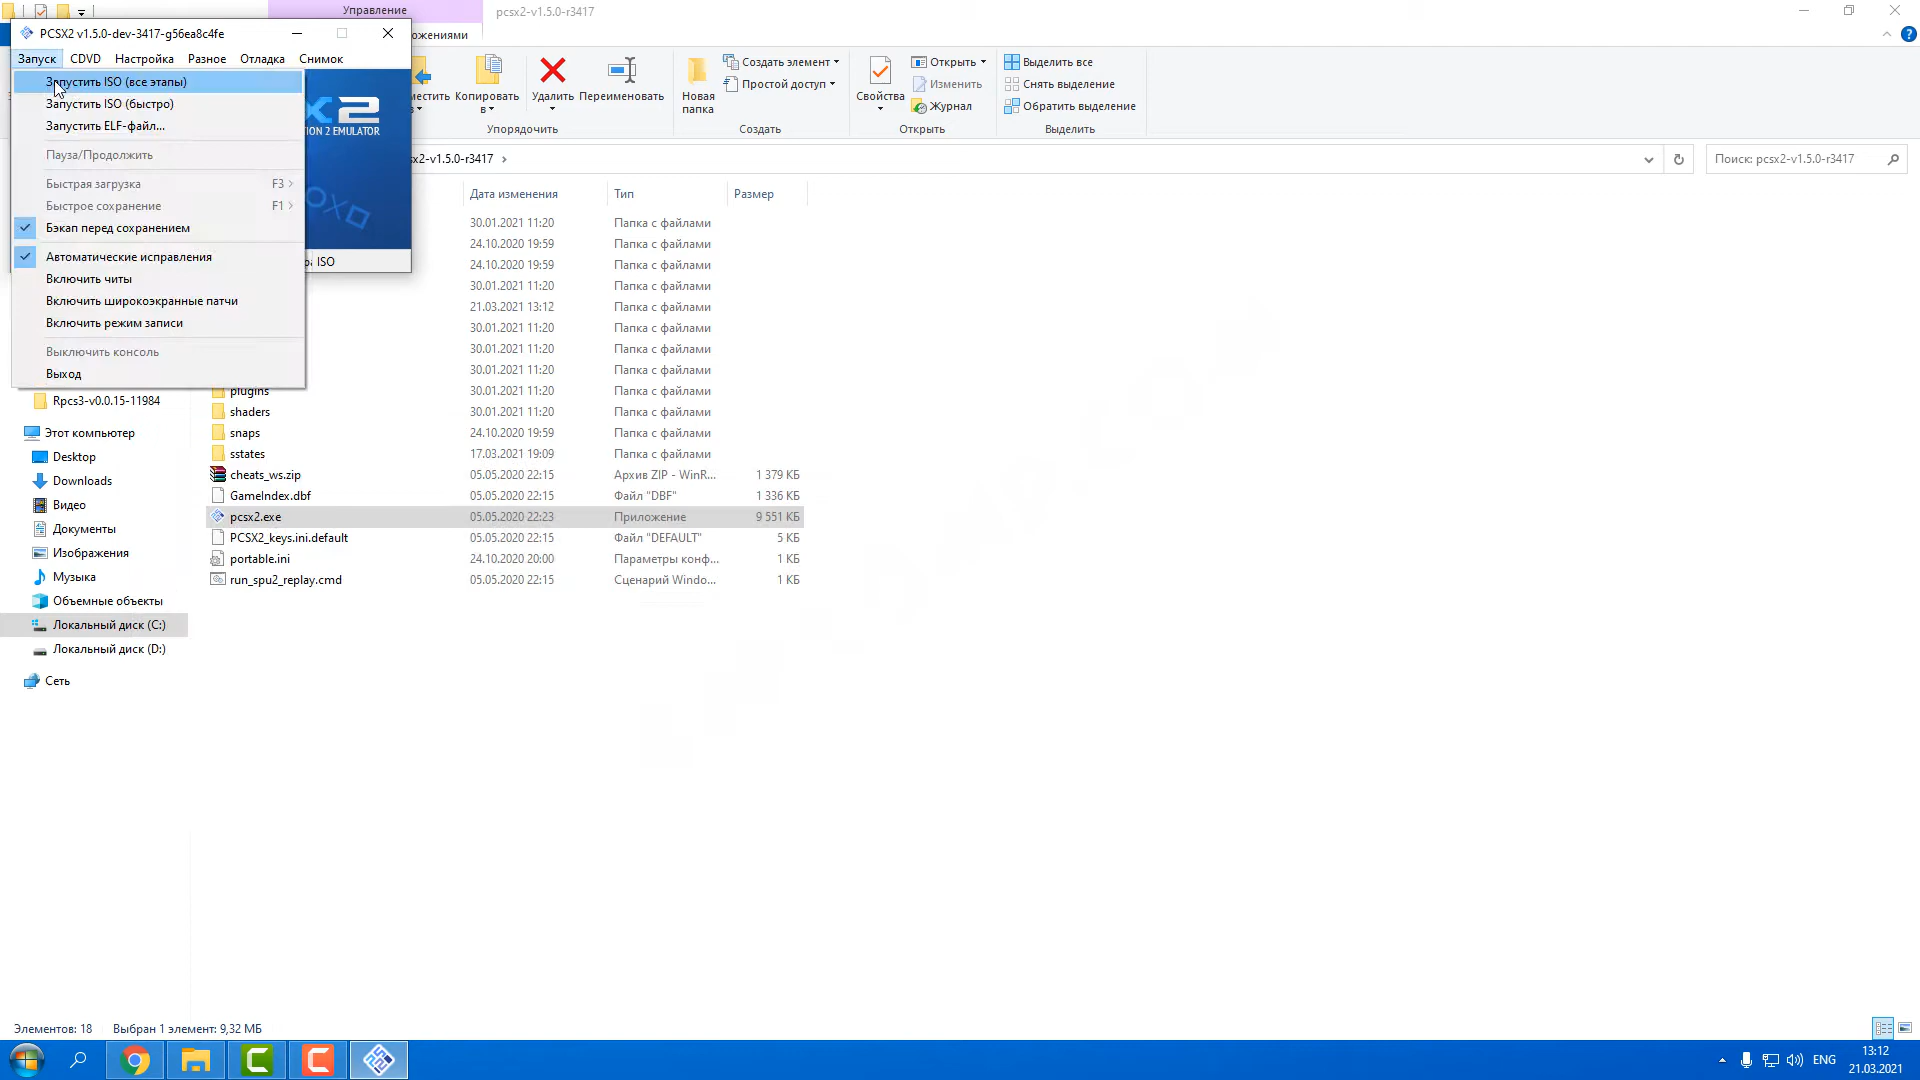 Управление
pcsx2-v1.5.0-r3417
PCSX2 v1.5.0-dev-3417-g56ea8c4fe
Запуск CDVD Настройка Разное Отладка Снимок
Запустить ISO (все этапы)
Запустить ISO (быстро)
Запустить ELF-файл...
Пауза/Продолжить
Быстрая загрузка F3
Быстрое сохранение F1
Бэкап перед сохранением
Автоматические исправления
Включить читы
Включить широкоэкранные патчи
Включить режим записи
Выключить консоль
Выход
ISO
Копировать в
Удалить
Переименовать
Упорядочить
Новая папка
Создать элемент
Простой доступ
Создать
Свойства
Открыть
Изменить
Журнал
Открыть
Выделить все
Снять выделение
Обратить выделение
Выделить
Поиск: pcsx2-v1.5.0-r3417
Дата изменения Тип Размер
30.01.2021 11:20 Папка с файлами
24.10.2020 19:59 Папка с файлами
24.10.2020 19:59 Папка с файлами
30.01.2021 11:20 Папка с файлами
21.03.2021 13:12 Папка с файлами
30.01.2021 11:20 Папка с файлами
30.01.2021 11:20 Папка с файлами
30.01.2021 11:20 Папка с файлами
plugins 30.01.2021 11:20 Папка с файлами
shaders 30.01.2021 11:20 Папка с файлами
snaps 24.10.2020 19:59 Папка с файлами
sstates 17.03.2021 19:09 Папка с файлами
cheats_ws.zip 05.05.2020 22:15 Архив ZIP - WinR... 1 379 КБ
GameIndex.dbf 05.05.2020 22:15 Файл "DBF" 1 336 КБ
pcsx2.exe 05.05.2020 22:23 Приложение 9 551 КБ
PCSX2_keys.ini.default 05.05.2020 22:15 Файл "DEFAULT" 5 КБ
portable.ini 24.10.2020 20:00 Параметры конф... 1 КБ
run_spu2_replay.cmd 05.05.2020 22:15 Сценарий Windo... 1 КБ
Rpcs3-v0.0.15-11984
Этот компьютер
Desktop
Downloads
Видео
Документы
Изображения
Музыка
Объемные объекты
Локальный диск (C:)
Локальный диск (D:)
Сеть
Элементов: 18 Выбран 1 элемент: 9,32 МБ
ENG
13:12
21.03.2021